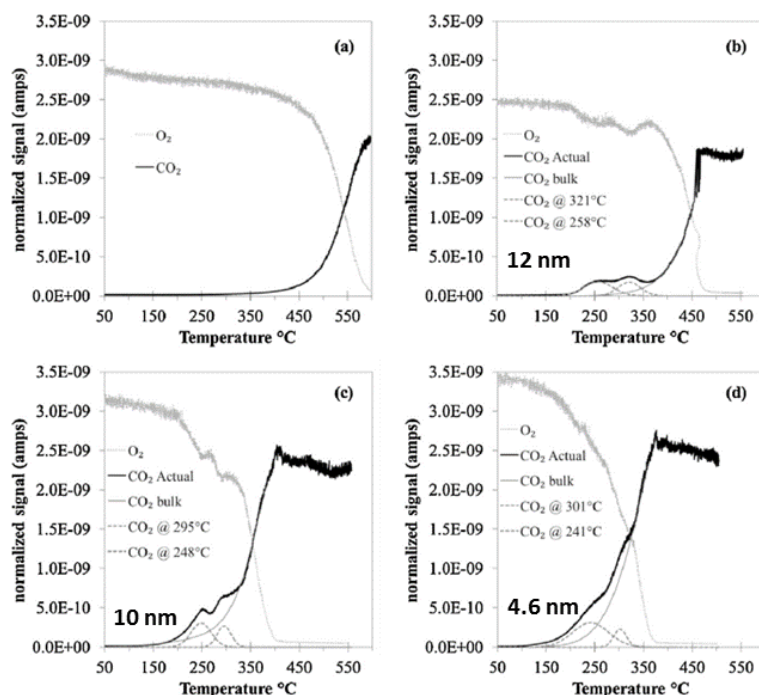 (a)
normalized signal (amps)
3.5E-09
3.0E-09
2.5E-09
2.0E-09
1.5E-09
1.0E-09
5.0E-10
0.0E+00
O₂
CO₂
50 150 250 350 450 550
Temperature °C
(b)
normalized signal (amps)
3.5E-09
3.0E-09
2.5E-09
2.0E-09
1.5E-09
1.0E-09
5.0E-10
0.0E+00
O₂
CO₂ Actual
CO₂ bulk
CO₂ @ 321°C
CO₂ @ 258°C
12 nm
50 150 250 350 450 550
Temperature °C
(c)
normalized signal (amps)
3.5E-09
3.0E-09
2.5E-09
2.0E-09
1.5E-09
1.0E-09
5.0E-10
0.0E+00
O₂
CO₂ Actual
CO₂ bulk
CO₂ @ 295°C
CO₂ @ 248°C
10 nm
50 150 250 350 450 550
Temperature °C
(d)
normalized signal (amps)
3.5E-09
3.0E-09
2.5E-09
2.0E-09
1.5E-09
1.0E-09
5.0E-10
0.0E+00
O₂
CO₂ Actual
CO₂ bulk
CO₂ @ 301°C
CO₂ @ 241°C
4.6 nm
50 150 250 350 450 550
Temperature °C